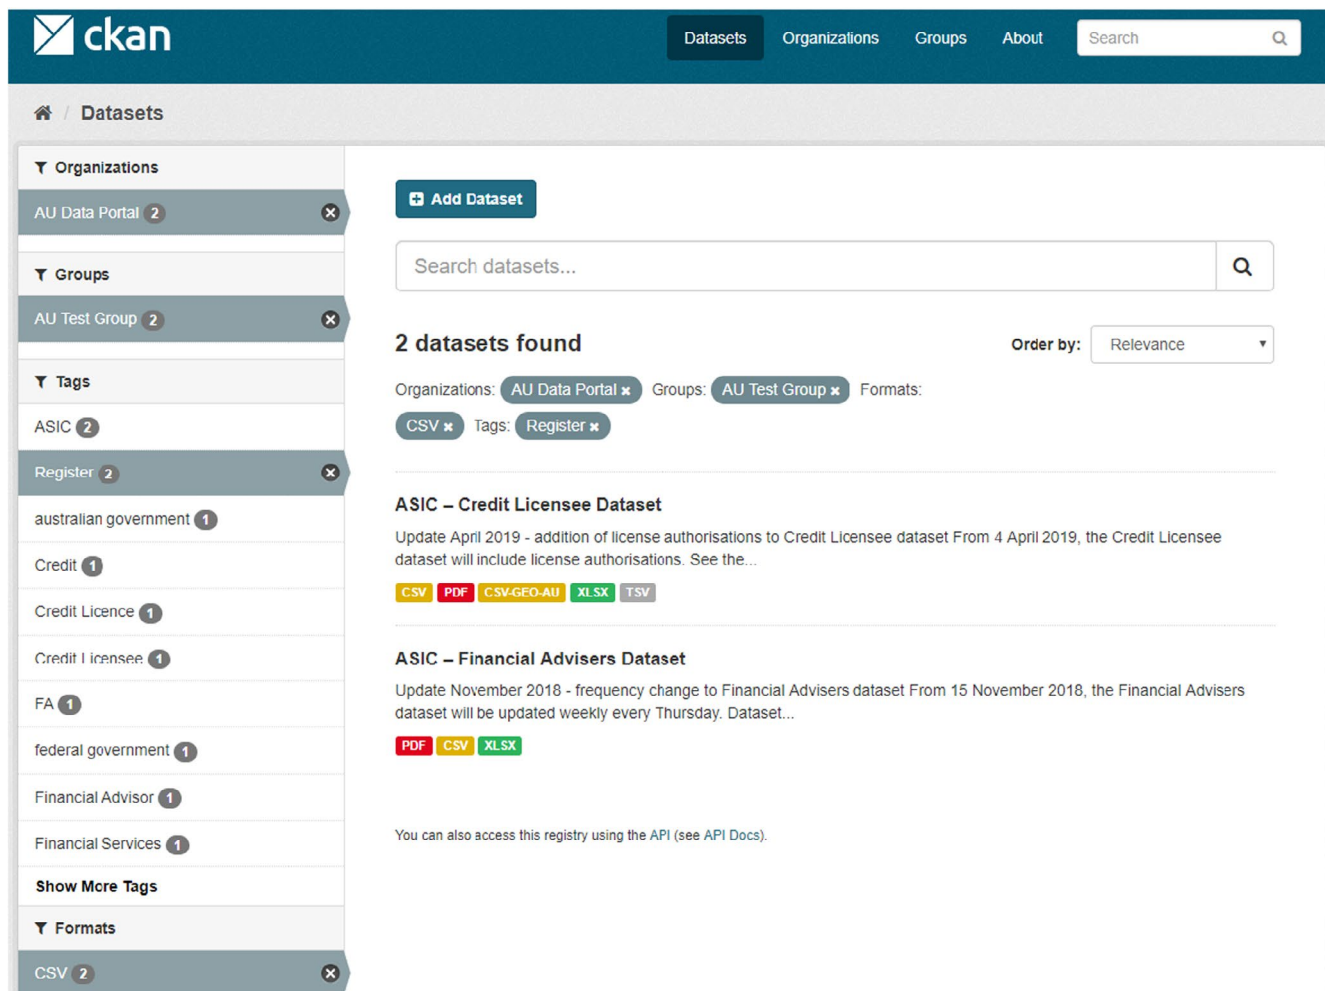 ckan
Datasets Organizations Groups About Search
/ Datasets
Organizations
AU Data Portal 2
Groups
AU Test Group 2
Tags
ASIC 2
Register 2
australian government 1
Credit 1
Credit Licence 1
Credit Licensee 1
FA 1
federal government 1
Financial Advisor 1
Financial Services 1
Show More Tags
Formats
CSV 2
Add Dataset
Search datasets...
2 datasets found
Order by: Relevance
Organizations: AU Data Portal × Groups: AU Test Group × Formats:
CSV × Tags: Register ×
ASIC – Credit Licensee Dataset
Update April 2019 - addition of license authorisations to Credit Licensee dataset From 4 April 2019, the Credit Licensee
dataset will include license authorisations. See the...
CSV PDF CSV-GEO-AU XLSX TSV
ASIC – Financial Advisers Dataset
Update November 2018 - frequency change to Financial Advisers dataset From 15 November 2018, the Financial Advisers
dataset will be updated weekly every Thursday. Dataset...
PDF CSV XLSX
You can also access this registry using the API (see API Docs).